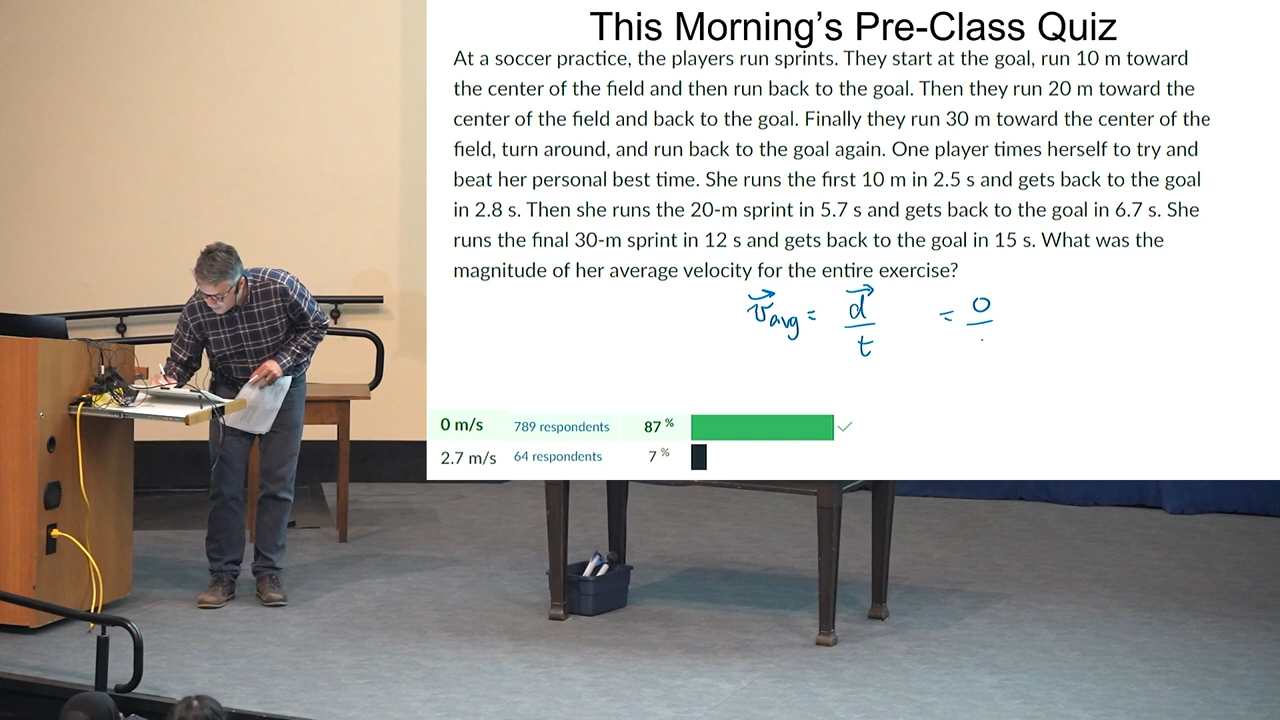 This Morning's Pre-Class Quiz
At a soccer practice, the players run sprints. They start at the goal, run 10 m toward
the center of the field and then run back to the goal. Then they run 20 m toward the
center of the field and back to the goal. Finally they run 30 m toward the center of the
field, turn around, and run back to the goal again. One player times herself to try and
beat her personal best time. She runs the first 10 m in 2.5 s and gets back to the goal
in 2.8 s. Then she runs the 20-m sprint in 5.7 s and gets back to the goal in 6.7 s. She
runs the final 30-m sprint in 12 s and gets back to the goal in 15 s. What was the
magnitude of her average velocity for the entire exercise?
v⃗avg = d⃗/t = 0/
0 m/s 789 respondents 87 %
2.7 m/s 64 respondents 7 %